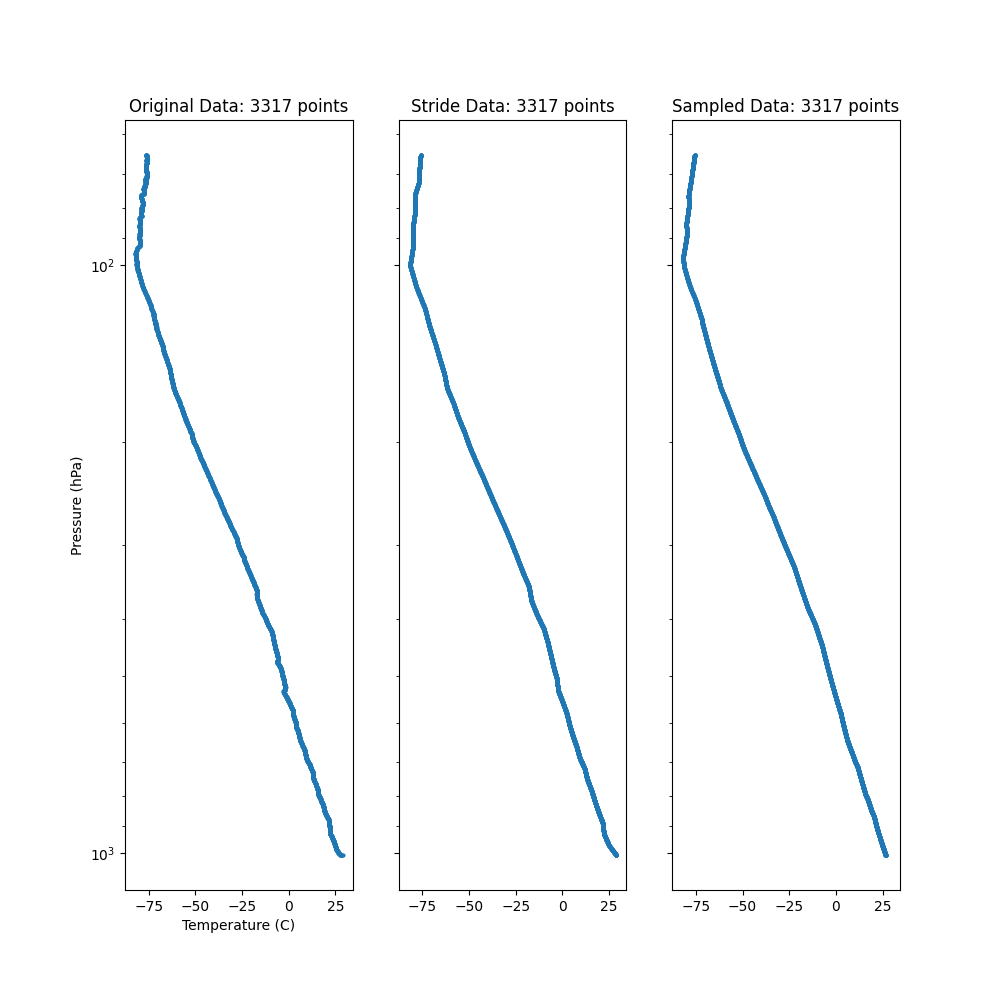 Original Data: 3317 points
Stride Data: 3317 points
Sampled Data: 3317 points
10²
10³
Pressure (hPa)
−75 −50 −25 0 25
−75 −50 −25 0 25
−75 −50 −25 0 25
Temperature (C)